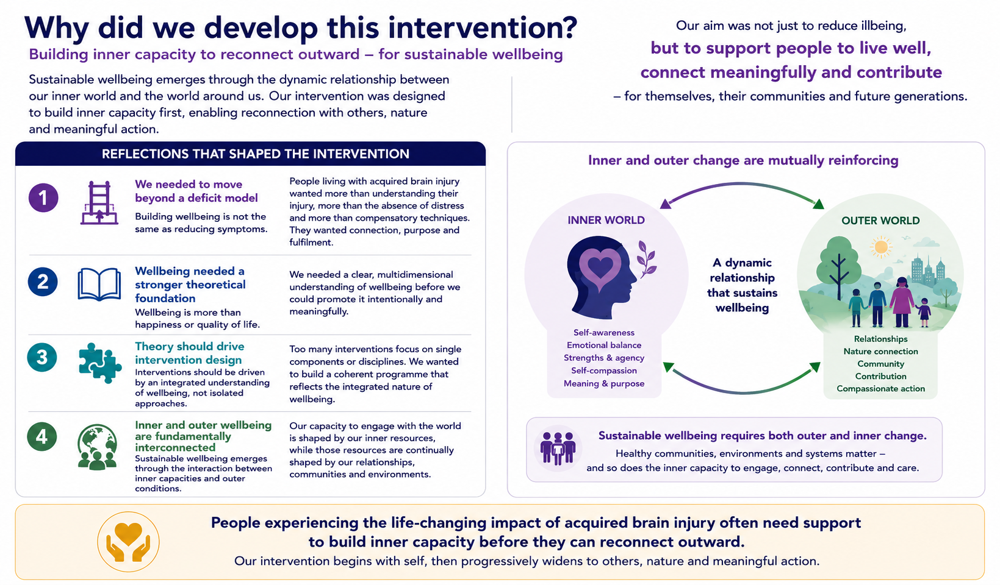 Why did we develop this intervention?
Building inner capacity to reconnect outward – for sustainable wellbeing
Sustainable wellbeing emerges through the dynamic relationship between
our inner world and the world around us. Our intervention was designed
to build inner capacity first, enabling reconnection with others, nature
and meaningful action.
Our aim was not just to reduce illbeing,
but to support people to live well,
connect meaningfully and contribute
– for themselves, their communities and future generations.
REFLECTIONS THAT SHAPED THE INTERVENTION
1
We needed to move
beyond a deficit model
Building wellbeing is not the
same as reducing symptoms.
People living with acquired brain injury
wanted more than understanding their
injury, more than the absence of distress
and more than compensatory techniques.
They wanted connection, purpose and
fulfilment.
2
Wellbeing needed a
stronger theoretical
foundation
Wellbeing is more than
happiness or quality of life.
We needed a clear, multidimensional
understanding of wellbeing before we
could promote it intentionally and
meaningfully.
3
Theory should drive
intervention design
Interventions should be driven
by an integrated understanding
of wellbeing, not isolated
approaches.
Too many interventions focus on single
components or disciplines. We wanted
to build a coherent programme that
reflects the integrated nature of
wellbeing.
4
Inner and outer wellbeing
are fundamentally
interconnected
Sustainable wellbeing emerges
through the interaction between
inner capacities and outer
conditions.
Our capacity to engage with the world
is shaped by our inner resources,
while those resources are continually
shaped by our relationships,
communities and environments.
Inner and outer change are mutually reinforcing
INNER WORLD
Self-awareness
Emotional balance
Strengths & agency
Self-compassion
Meaning & purpose
A dynamic
relationship
that sustains
wellbeing
OUTER WORLD
Relationships
Nature connection
Community
Contribution
Compassionate action
Sustainable wellbeing requires both outer and inner change.
Healthy communities, environments and systems matter –
and so does the inner capacity to engage, connect, contribute and care.
People experiencing the life-changing impact of acquired brain injury often need support
to build inner capacity before they can reconnect outward.
Our intervention begins with self, then progressively widens to others, nature and meaningful action.